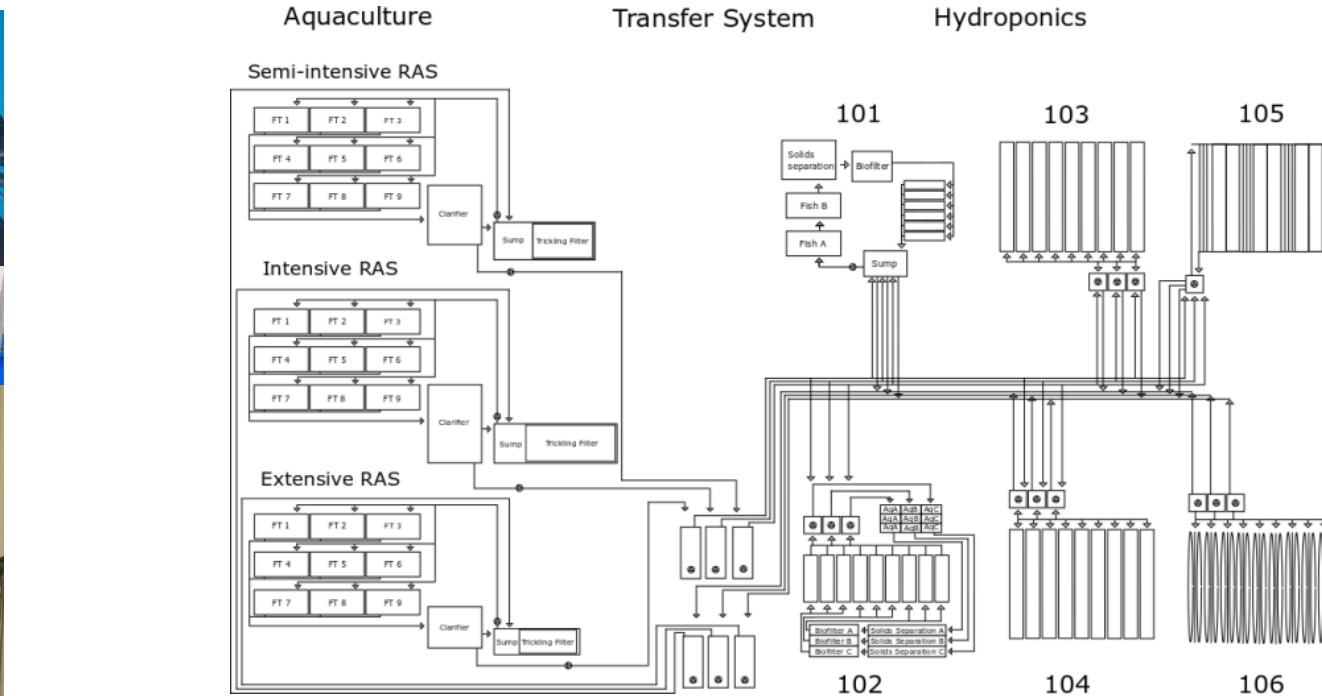 Aquaculture Transfer System Hydroponics
Semi-intensive RAS
FT 1 FT 2 FT 3
FT 4 FT 5 FT 6
FT 7 FT 8 FT 9
Clarifier
Sump Trickling Filter
Intensive RAS
FT 1 FT 2 FT 3
FT 4 FT 5 FT 6
FT 7 FT 8 FT 9
Clarifier
Sump Trickling Filter
Extensive RAS
FT 1 FT 2 FT 3
FT 4 FT 5 FT 6
FT 7 FT 8 FT 9
Clarifier
Sump Trickling Filter
101 103 105
Solids
separation
Biofilter
Fish B
Fish A
Sump
AqA AqB AqC
AqA AqB AqC
AqA AqB AqC
Biofilter A Solids Separation A
Biofilter B Solids Separation B
Biofilter C Solids Separation C
102 104 106